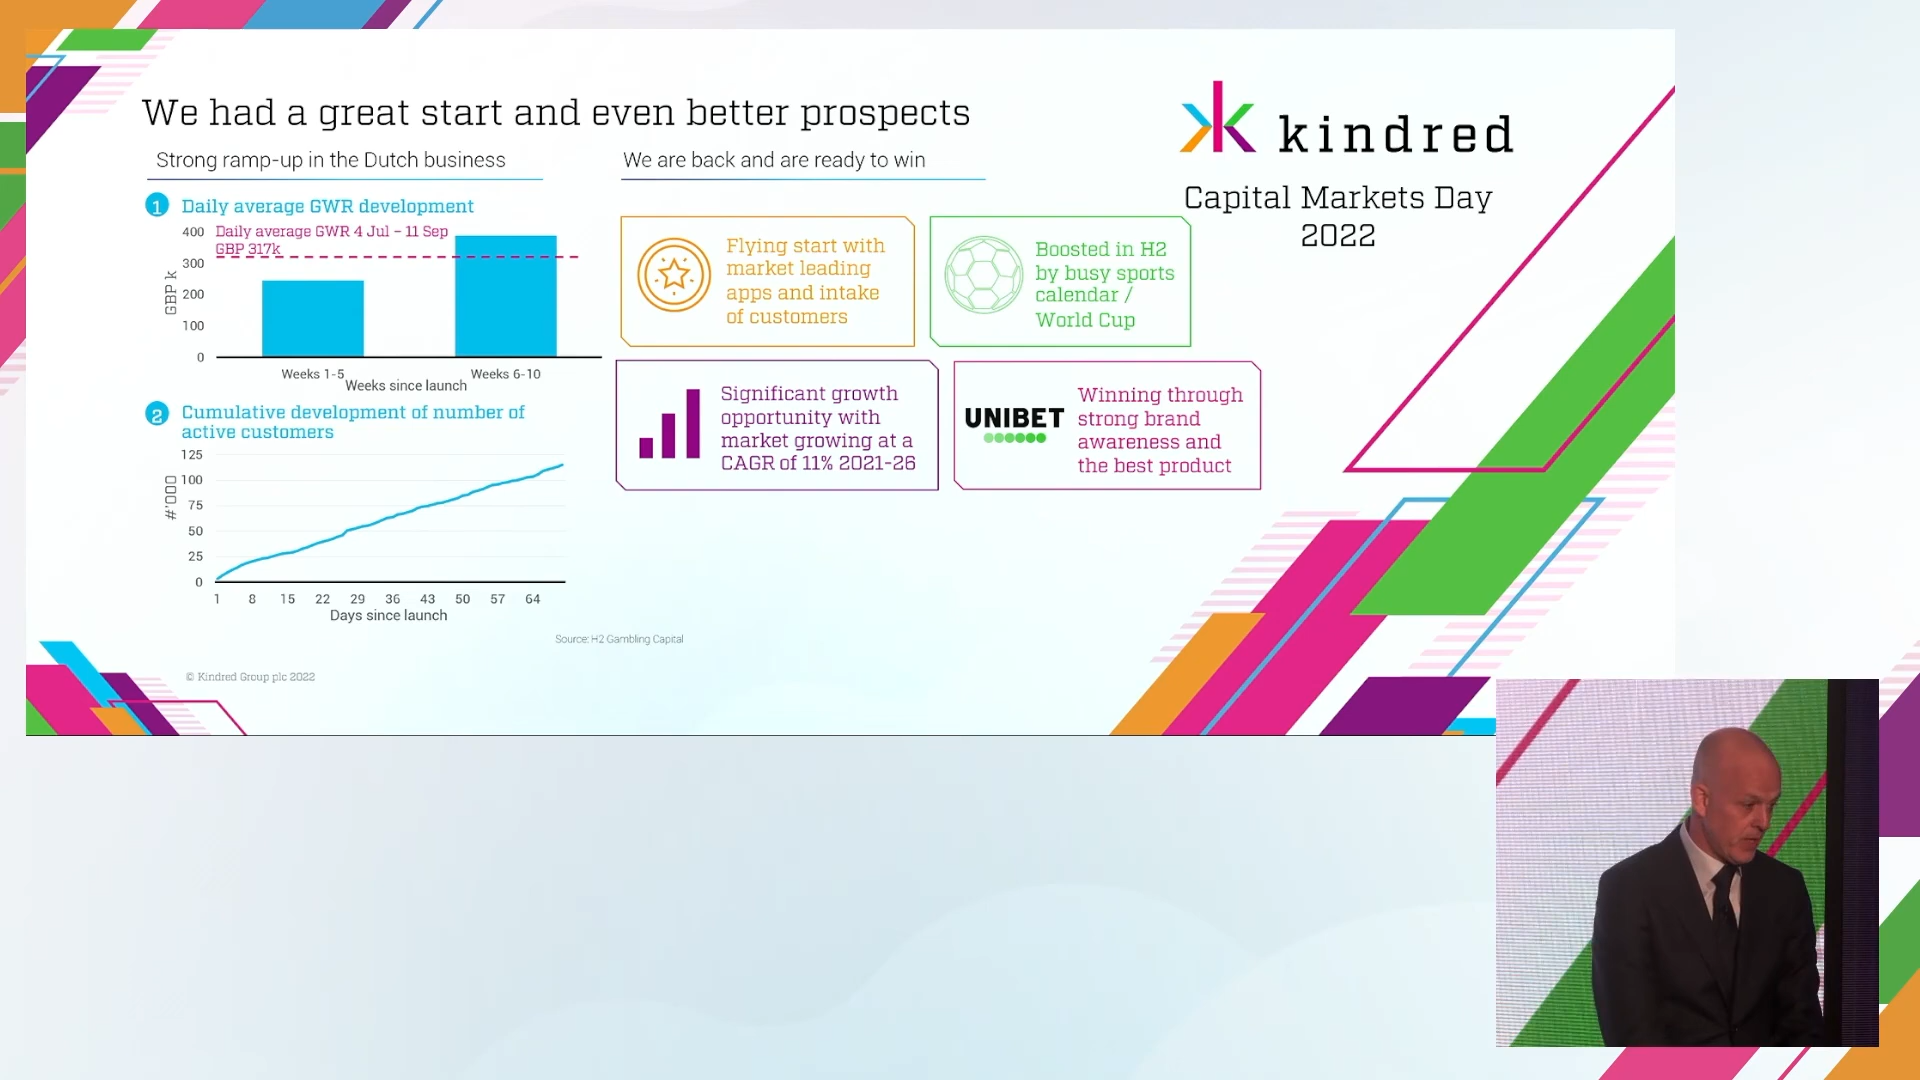 We had a great start and even better prospects
kindred
Capital Markets Day
2022
Strong ramp-up in the Dutch business
1 Daily average GWR development
Daily average GWR 4 Jul – 11 Sep
GBP 317k
GBP k
400
300
200
100
0
Weeks 1-5
Weeks 6-10
Weeks since launch
2 Cumulative development of number of
active customers
#'000
125
100
75
50
25
0
1 8 15 22 29 36 43 50 57 64
Days since launch
We are back and are ready to win
Flying start with
market leading
apps and intake
of customers
Boosted in H2
by busy sports
calendar /
World Cup
Significant growth
opportunity with
market growing at a
CAGR of 11% 2021-26
UNIBET
Winning through
strong brand
awareness and
the best product
Source: H2 Gambling Capital
© Kindred Group plc 2022